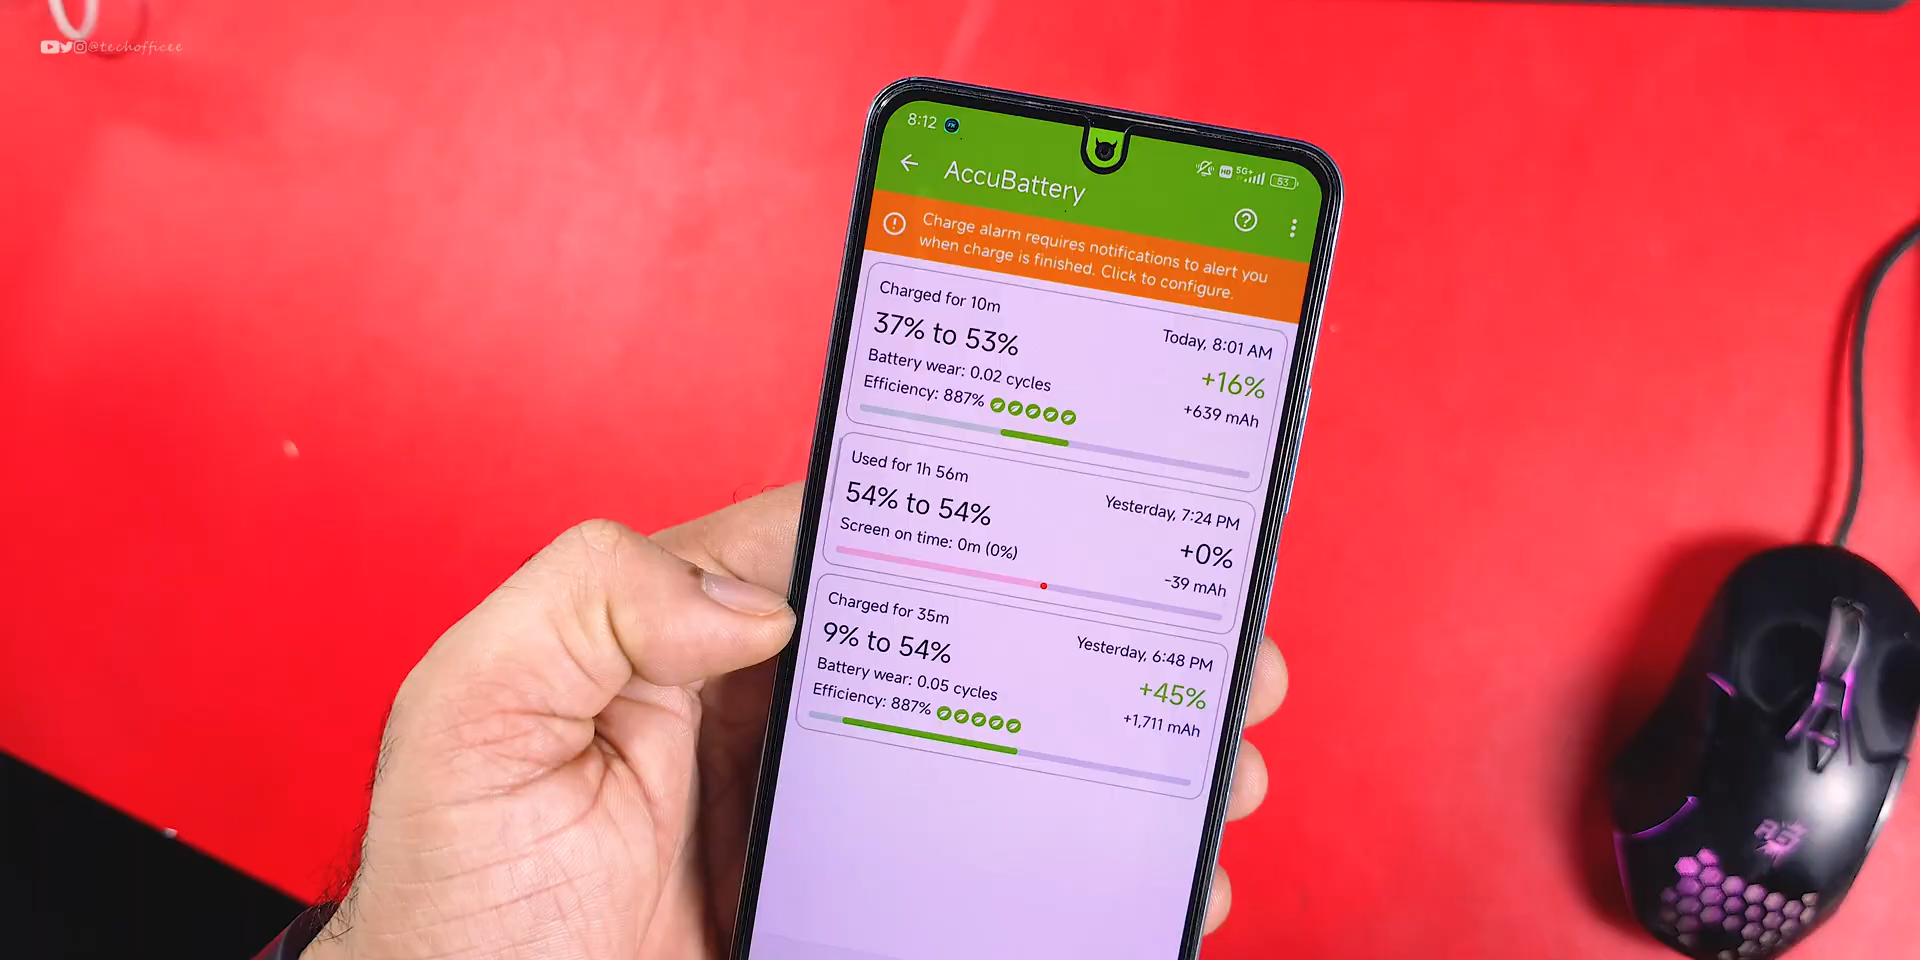 @techofficee
8:12
HD 5G+ 53
AccuBattery
Charge alarm requires notifications to alert you
when charge is finished. Click to configure.
Charged for 10m
Today, 8:01 AM
37% to 53%
+16%
Battery wear: 0.02 cycles
+639 mAh
Efficiency: 887%
Used for 1h 56m
Yesterday, 7:24 PM
54% to 54%
+0%
Screen on time: 0m (0%)
-39 mAh
Charged for 35m
Yesterday, 6:48 PM
9% to 54%
+45%
Battery wear: 0.05 cycles
+1,711 mAh
Efficiency: 887%